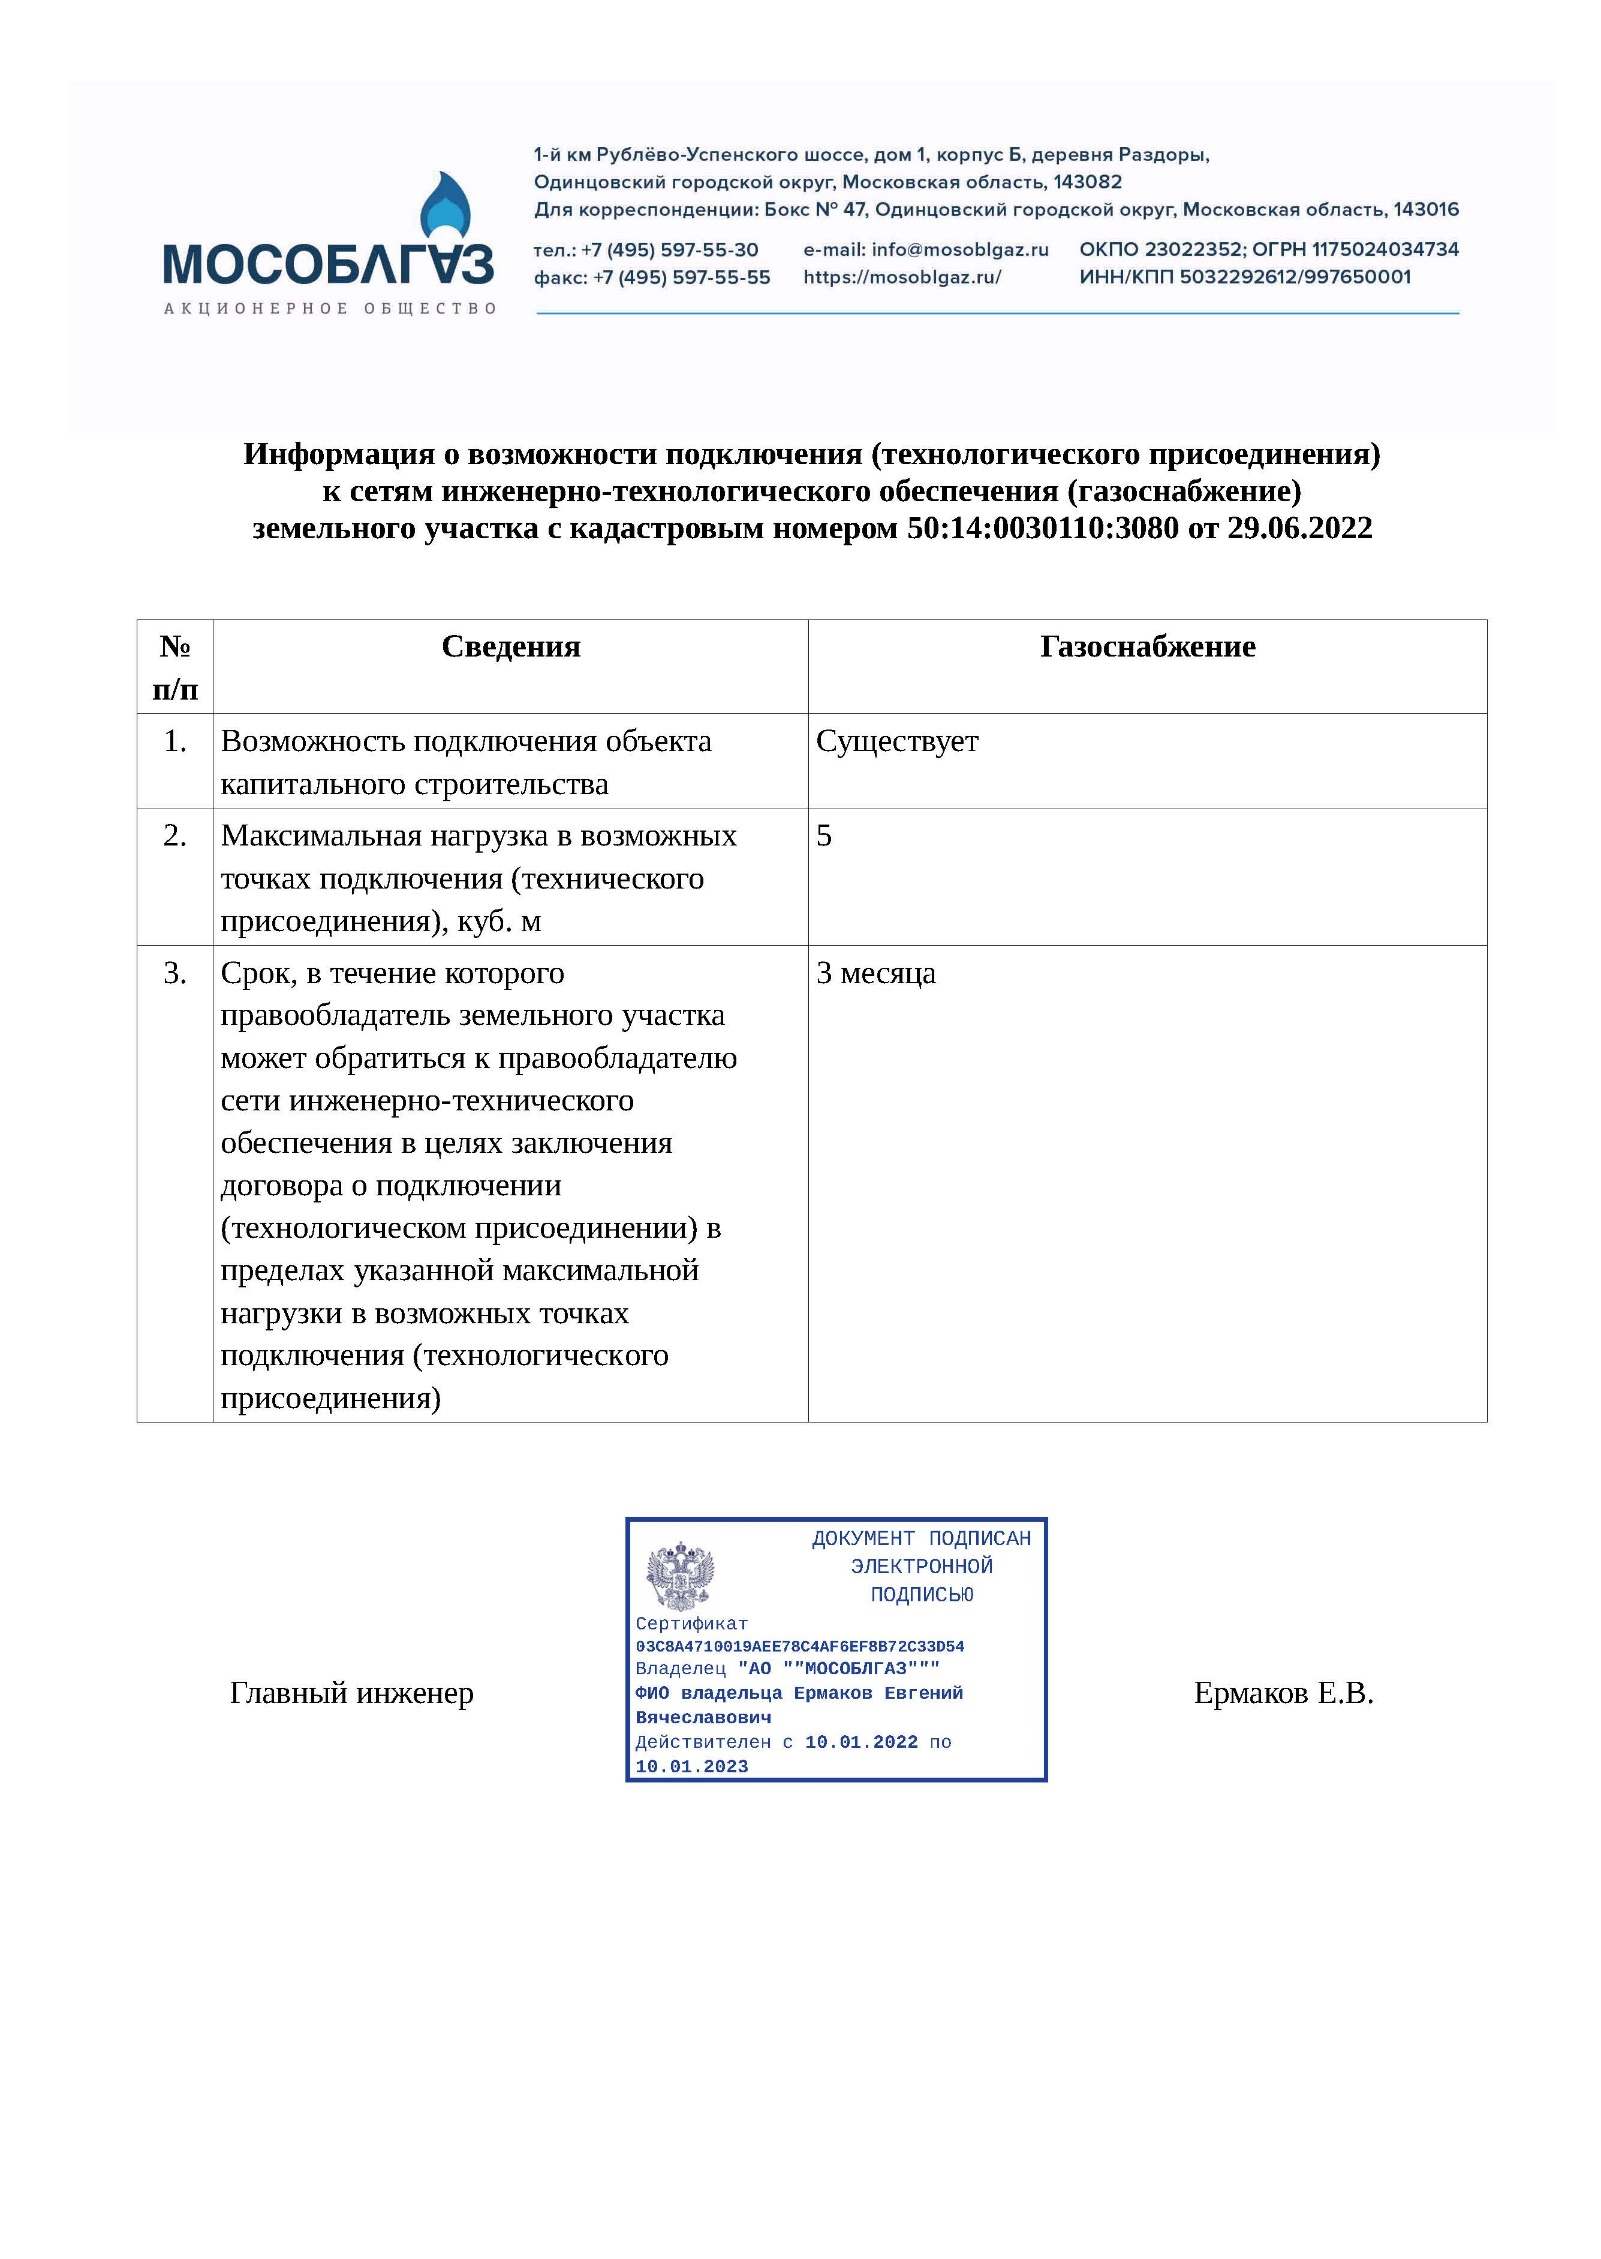 1-й км Рублёво-Успенского шоссе, дом 1, корпус Б, деревня Раздоры,
Одинцовский городской округ, Московская область, 143082
Для корреспонденции: Бокс № 47, Одинцовский городской округ, Московская область, 143016
тел.: +7 (495) 597-55-30 e-mail: info@mosoblgaz.ru ОКПО 23022352; ОГРН 1175024034734
факс: +7 (495) 597-55-55 https://mosoblgaz.ru/ ИНН/КПП 5032292612/997650001
МОСОБЛГАЗ
АКЦИОНЕРНОЕ ОБЩЕСТВО
Информация о возможности подключения (технологического присоединения)
к сетям инженерно-технологического обеспечения (газоснабжение)
земельного участка с кадастровым номером 50:14:0030110:3080 от 29.06.2022
№ п/п Сведения Газоснабжение
1. Возможность подключения объекта Существует
капитального строительства
2. Максимальная нагрузка в возможных 5
точках подключения (технического
присоединения), куб. м
3. Срок, в течение которого 3 месяца
правообладатель земельного участка
может обратиться к правообладателю
сети инженерно-технического
обеспечения в целях заключения
договора о подключении
(технологическом присоединении) в
пределах указанной максимальной
нагрузки в возможных точках
подключения (технологического
присоединения)
ДОКУМЕНТ ПОДПИСАН
ЭЛЕКТРОННОЙ
ПОДПИСЬЮ
Сертификат
03C8A4710019AEE78C4AF6EF8B72C33D54
Владелец "АО ""МОСОБЛГАЗ"""
ФИО владельца Ермаков Евгений
Вячеславович
Действителен с 10.01.2022 по
10.01.2023
Главный инженер
Ермаков Е.В.